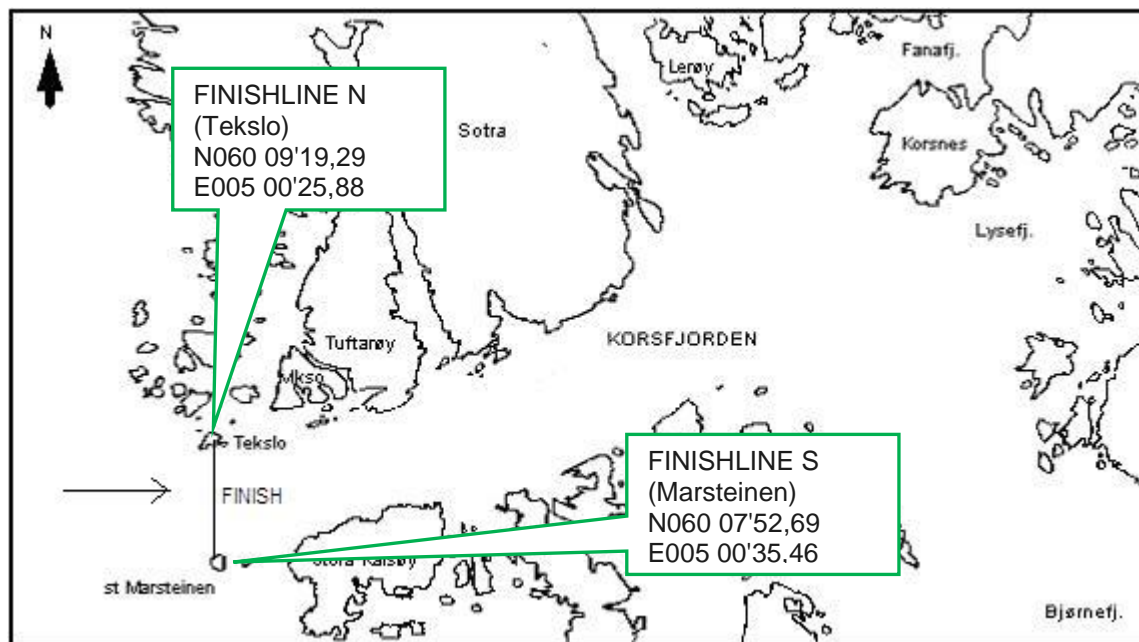 N
Fanafj.
Lerøy
FINISHLINE N
(Tekslo)
N060 09'19,29
E005 00'25,88
Sotra
Korsnes
Lysefj.
KORSFJORDEN
Tuftarøy
Tekslo
FINISH
FINISHLINE S
(Marsteinen)
N060 07'52,69
E005 00'35,46
st Marsteinen
Bjørnefj.